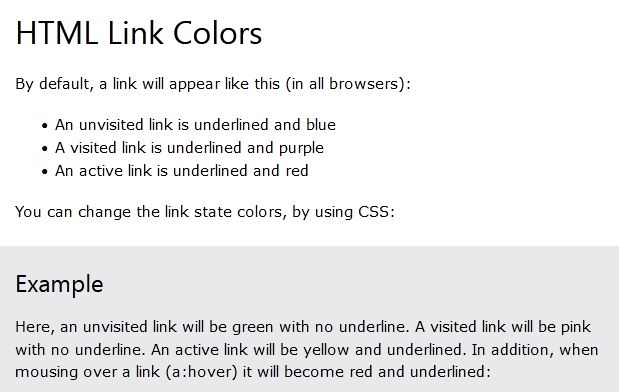 HTML Link Colors
By default, a link will appear like this (in all browsers):
• An unvisited link is underlined and blue
• A visited link is underlined and purple
• An active link is underlined and red
You can change the link state colors, by using CSS:
Example
Here, an unvisited link will be green with no underline. A visited link will be pink
with no underline. An active link will be yellow and underlined. In addition, when
mousing over a link (a:hover) it will become red and underlined: